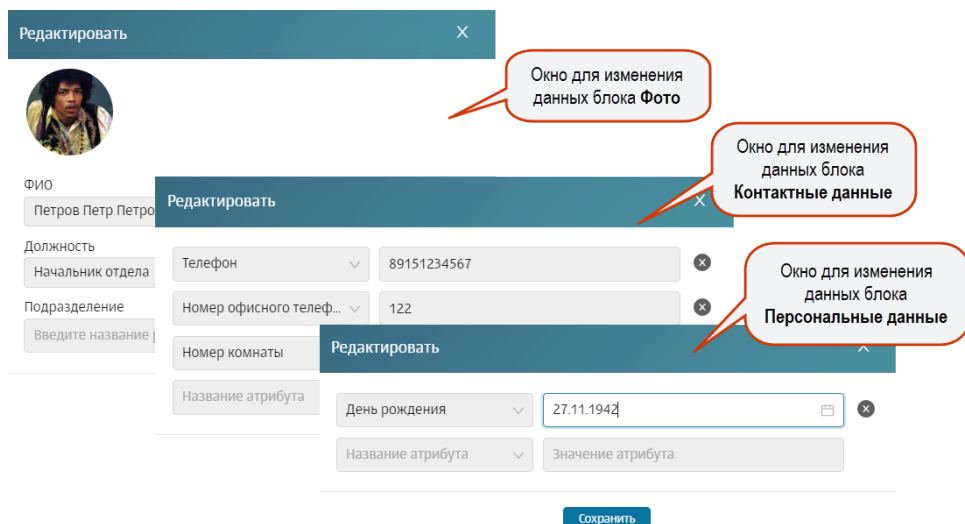 Редактировать X
Окно для изменения
данных блока Фото
ФИО
Петров Петр Петро
Должность
Начальник отдела
Подразделение
Введите название
Окно для изменения
данных блока
Контактные данные
Редактировать X
Телефон 89151234567
Номер офисного телеф... 122
Номер комнаты
Название атрибута
Окно для изменения
данных блока
Персональные данные
Редактировать X
День рождения 27.11.1942
Название атрибута Значение атрибута
Сохранить